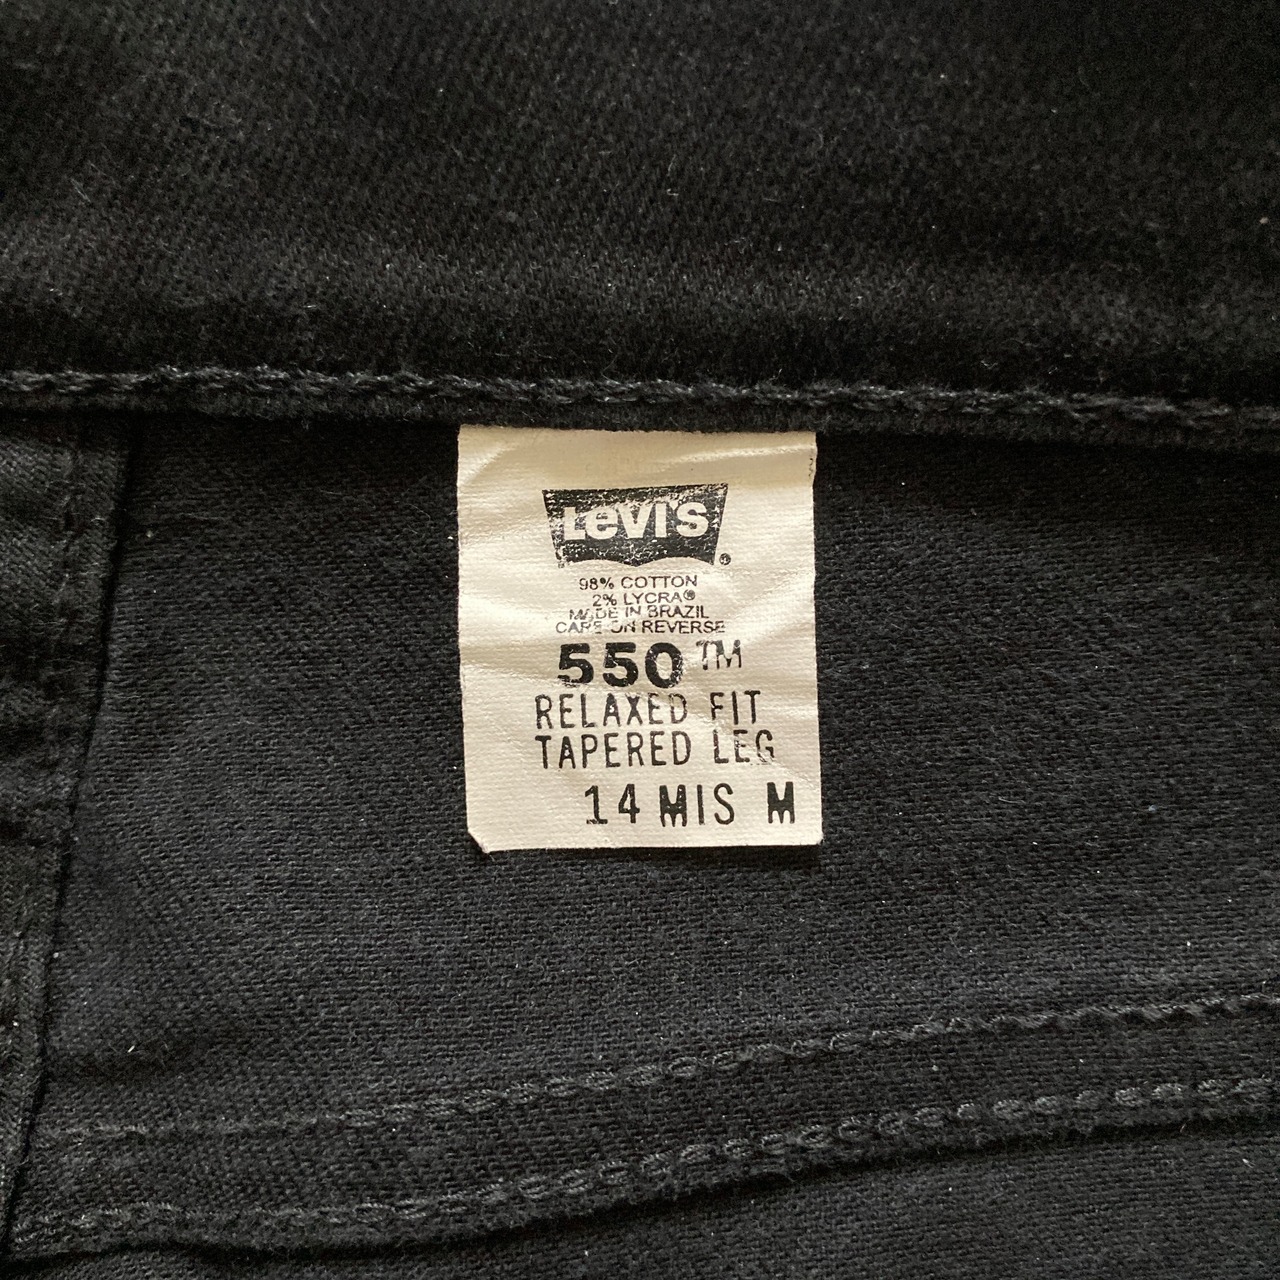 LEVI'S®
98% COTTON
2% LYCRA®
MADE IN BRAZIL
CARE ON REVERSE
550™
RELAXED FIT
TAPERED LEG
14 MIS M